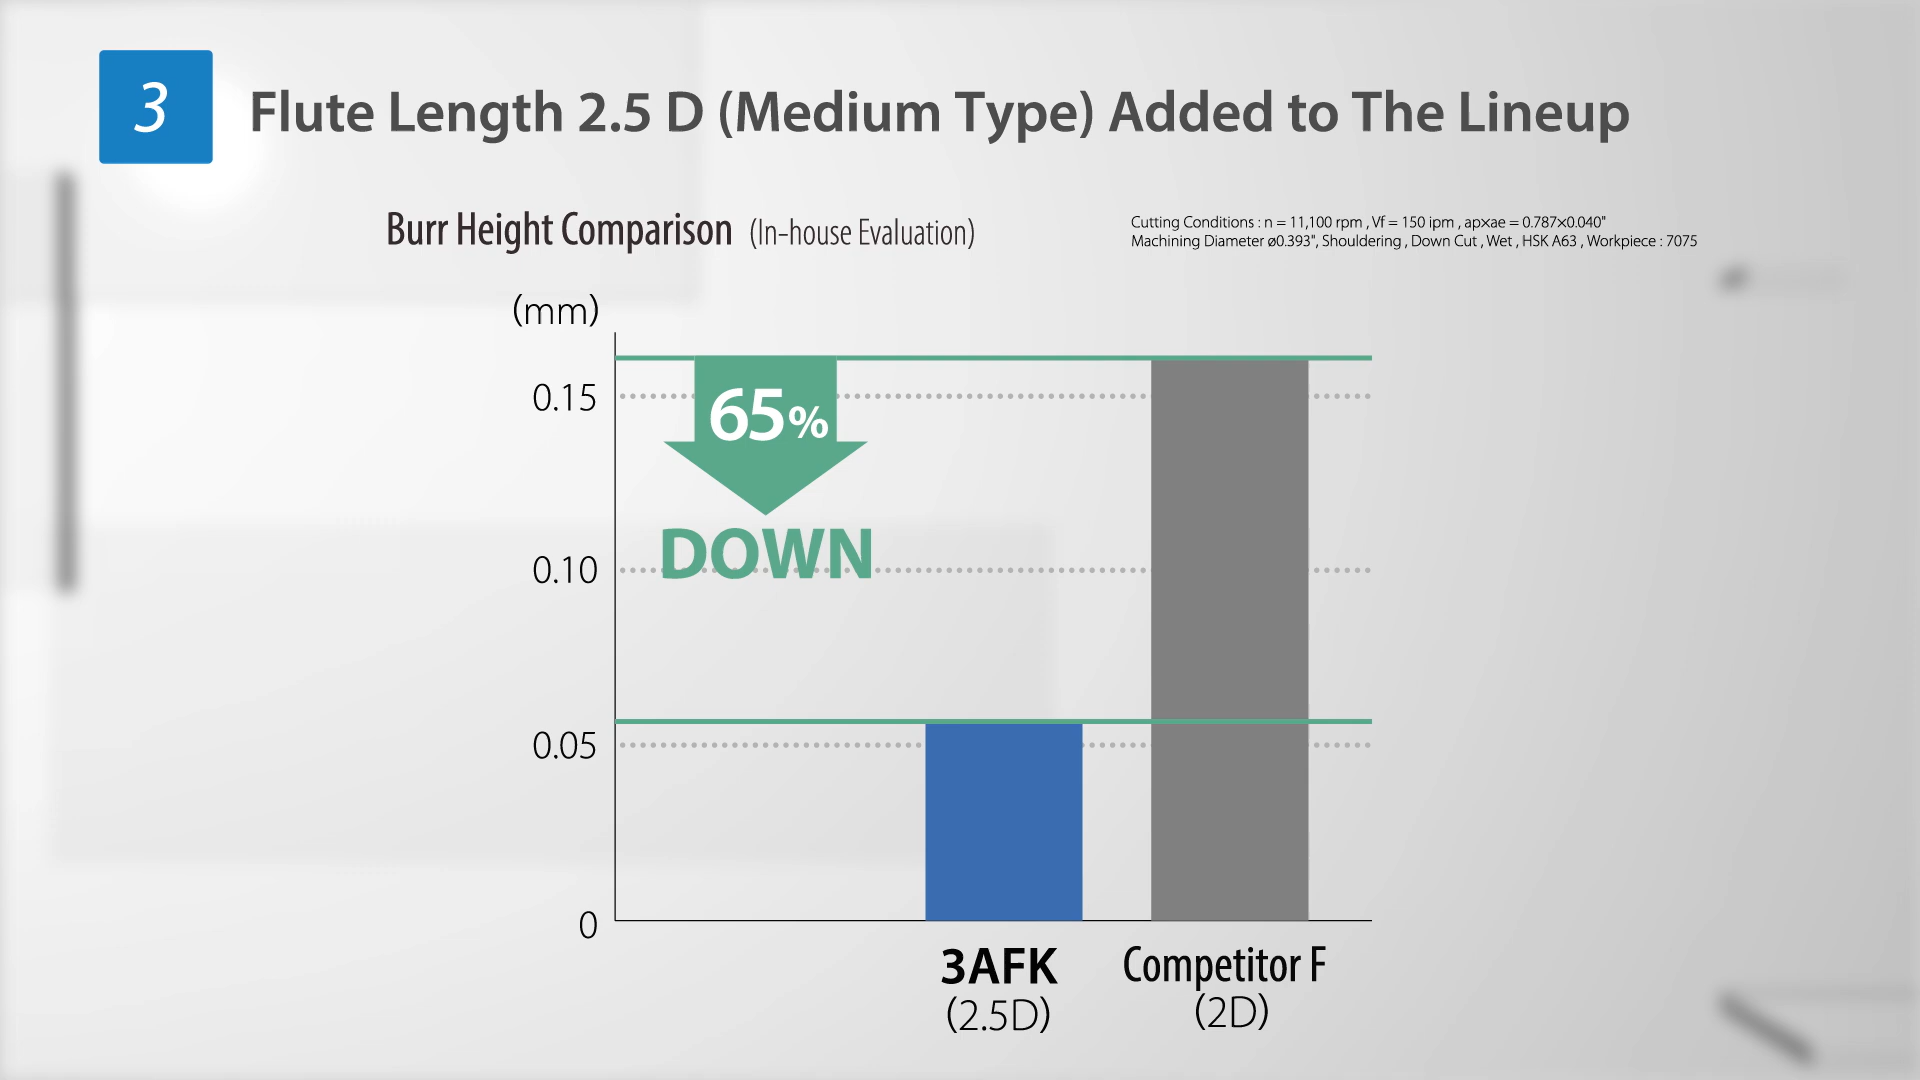 3
Flute Length 2.5 D (Medium Type) Added to The Lineup
Burr Height Comparison (In-house Evaluation)
Cutting Conditions : n = 11,100 rpm , Vf = 150 ipm , ap×ae = 0.787×0.040"
Machining Diameter ø0.393", Shouldering , Down Cut , Wet , HSK A63 , Workpiece : 7075
(mm)
0.15
65%
DOWN
0.10
0.05
0
3AFK
(2.5D)
Competitor F
(2D)